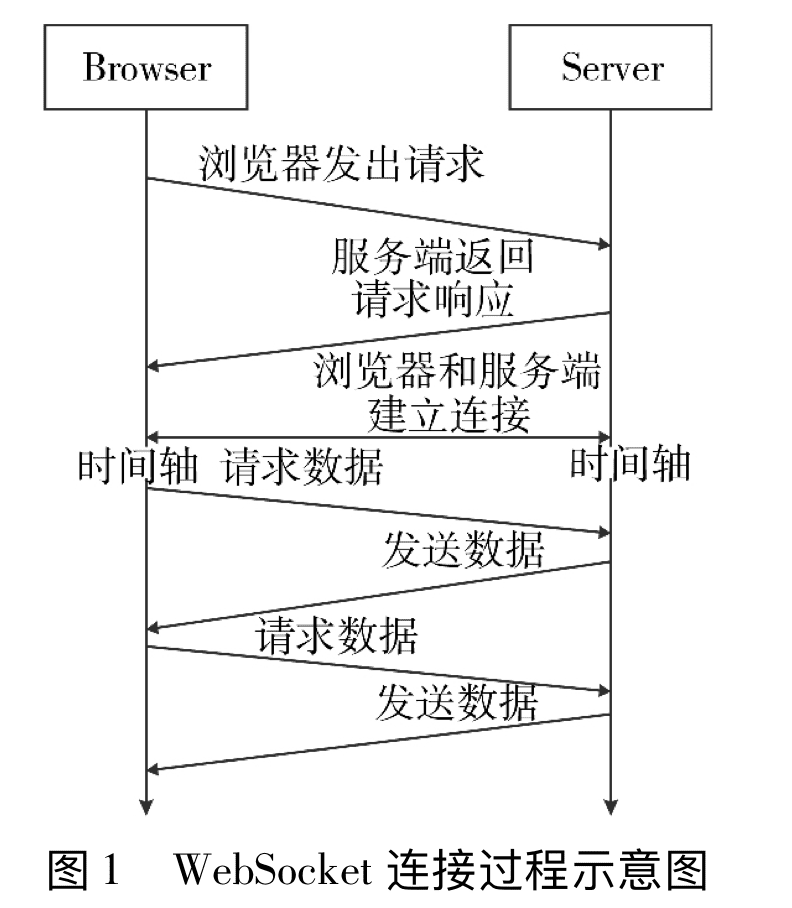 Browser
Server
浏览器发出请求
服务端返回
请求响应
浏览器和服务端
建立连接
时间轴
请求数据
时间轴
发送数据
请求数据
发送数据
图 1 WebSocket 连接过程示意图